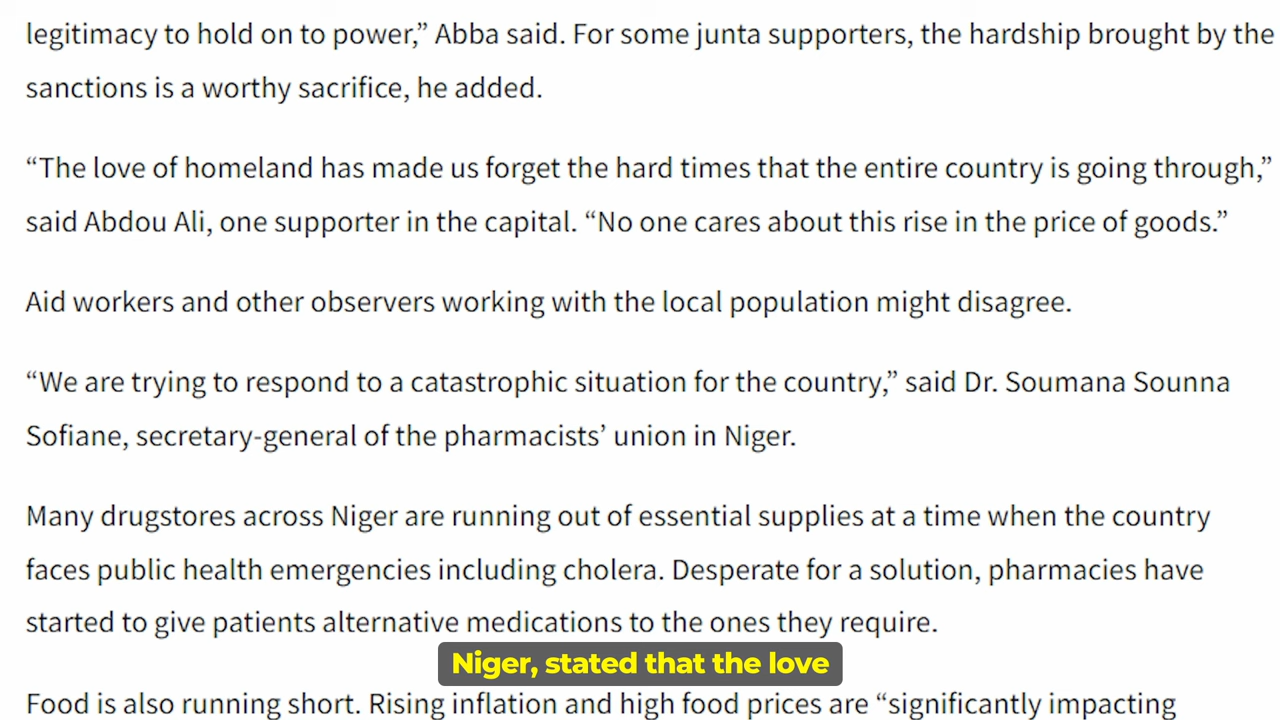 legitimacy to hold on to power,” Abba said. For some junta supporters, the hardship brought by the
sanctions is a worthy sacrifice, he added.
“The love of homeland has made us forget the hard times that the entire country is going through,”
said Abdou Ali, one supporter in the capital. “No one cares about this rise in the price of goods.”
Aid workers and other observers working with the local population might disagree.
“We are trying to respond to a catastrophic situation for the country,” said Dr. Soumana Sounna
Sofiane, secretary-general of the pharmacists’ union in Niger.
Many drugstores across Niger are running out of essential supplies at a time when the country
faces public health emergencies including cholera. Desperate for a solution, pharmacies have
started to give patients alternative medications to the ones they require.
Niger, stated that the love
Food is also running short. Rising inflation and high food prices are “significantly impacting